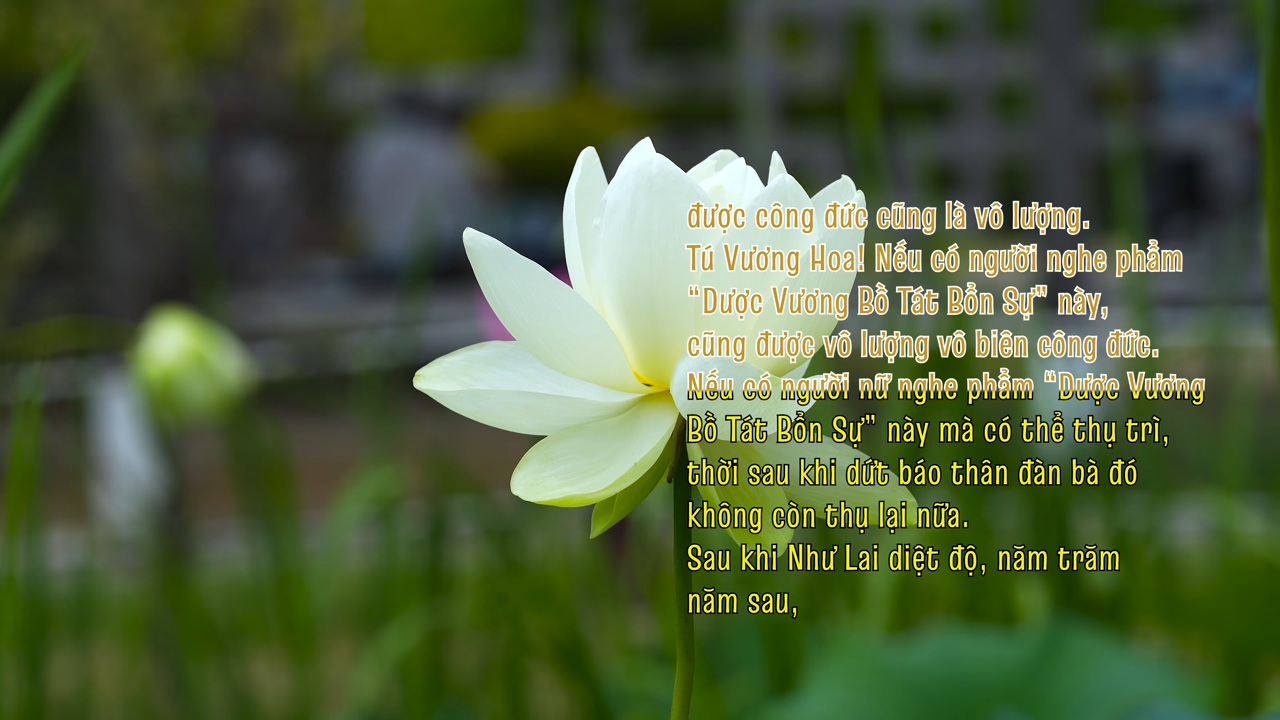 được công đức cũng là vô lượng.
Tú Vương Hoa! Nếu có người nghe phẩm
“Dược Vương Bồ Tát Bổn Sự” này,
cũng được vô lượng vô biên công đức.
Nếu có người nữ nghe phẩm “Dược Vương
Bồ Tát Bổn Sự” này mà có thể thụ trì,
thời sau khi dứt báo thân đàn bà đó
không còn thụ lại nữa.
Sau khi Như Lai diệt độ, năm trăm
năm sau,